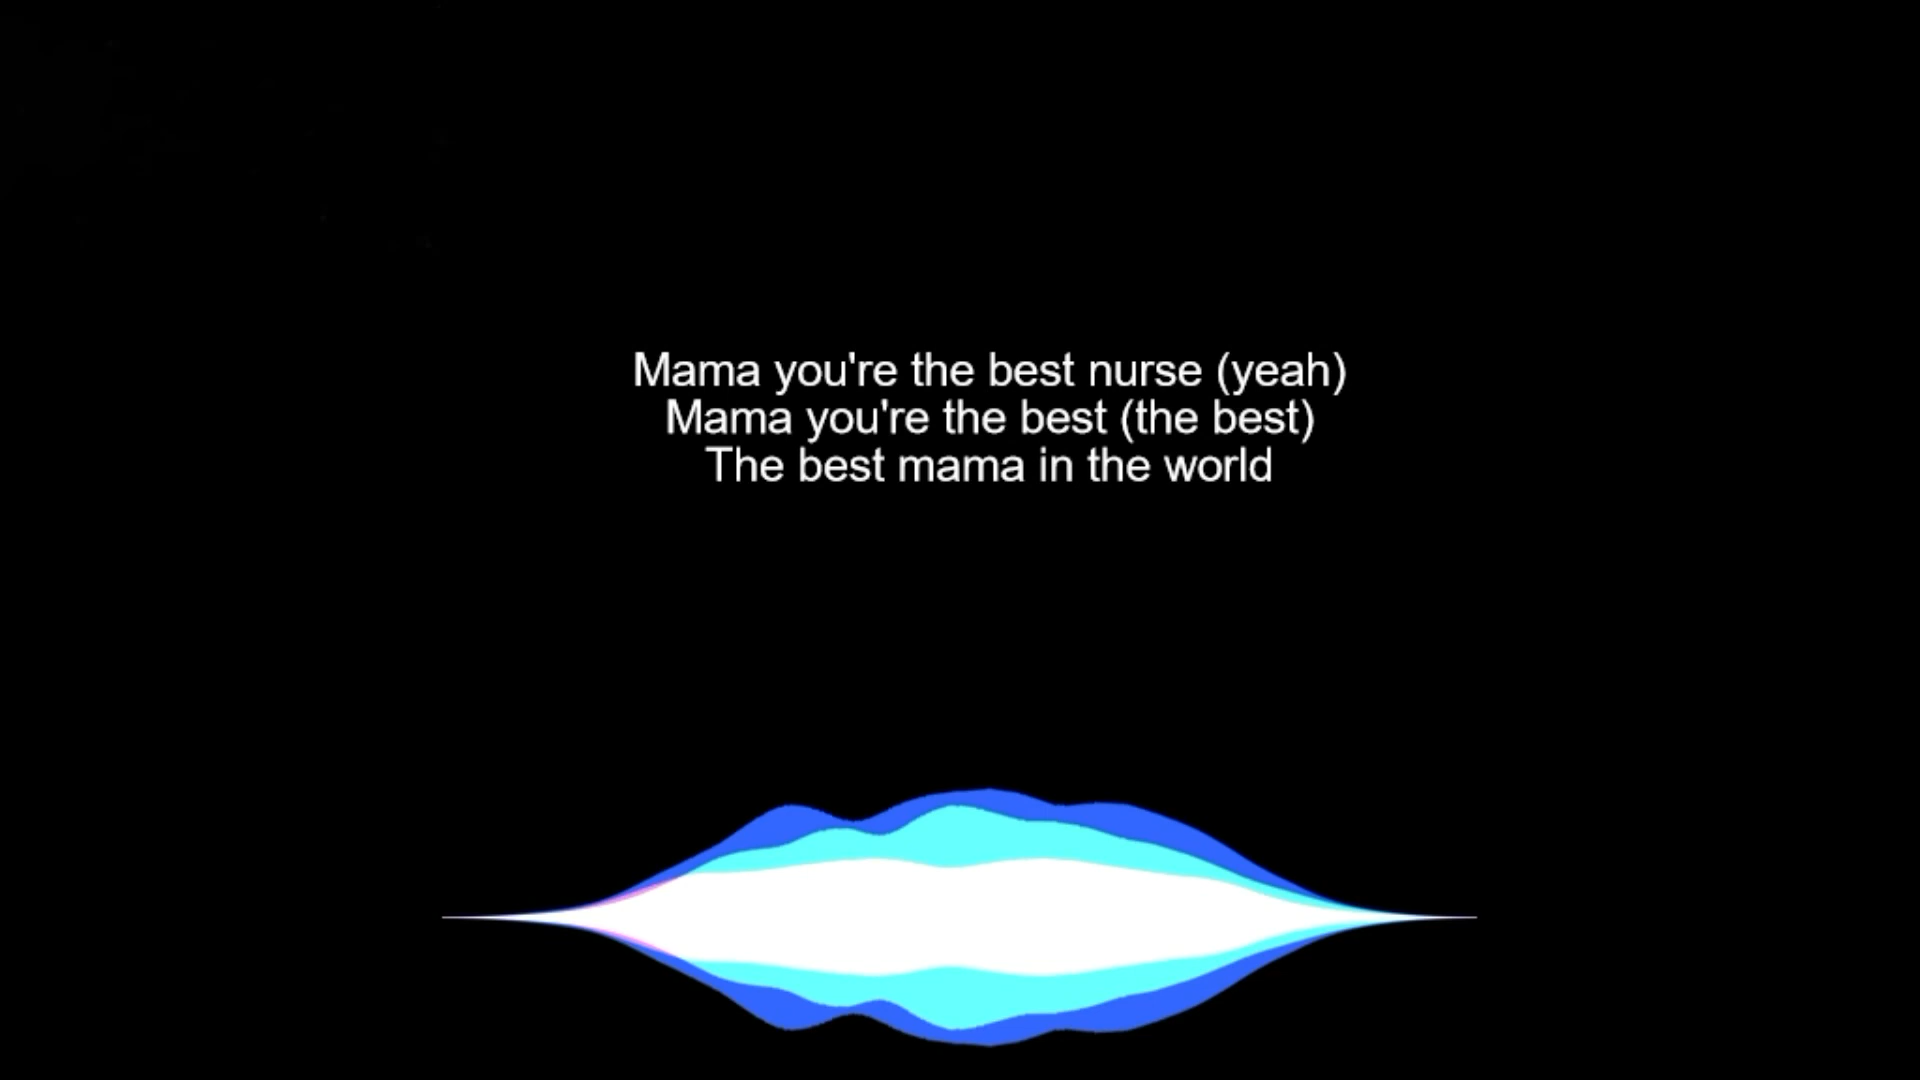 Mama you're the best nurse (yeah)
Mama you're the best (the best)
The best mama in the world